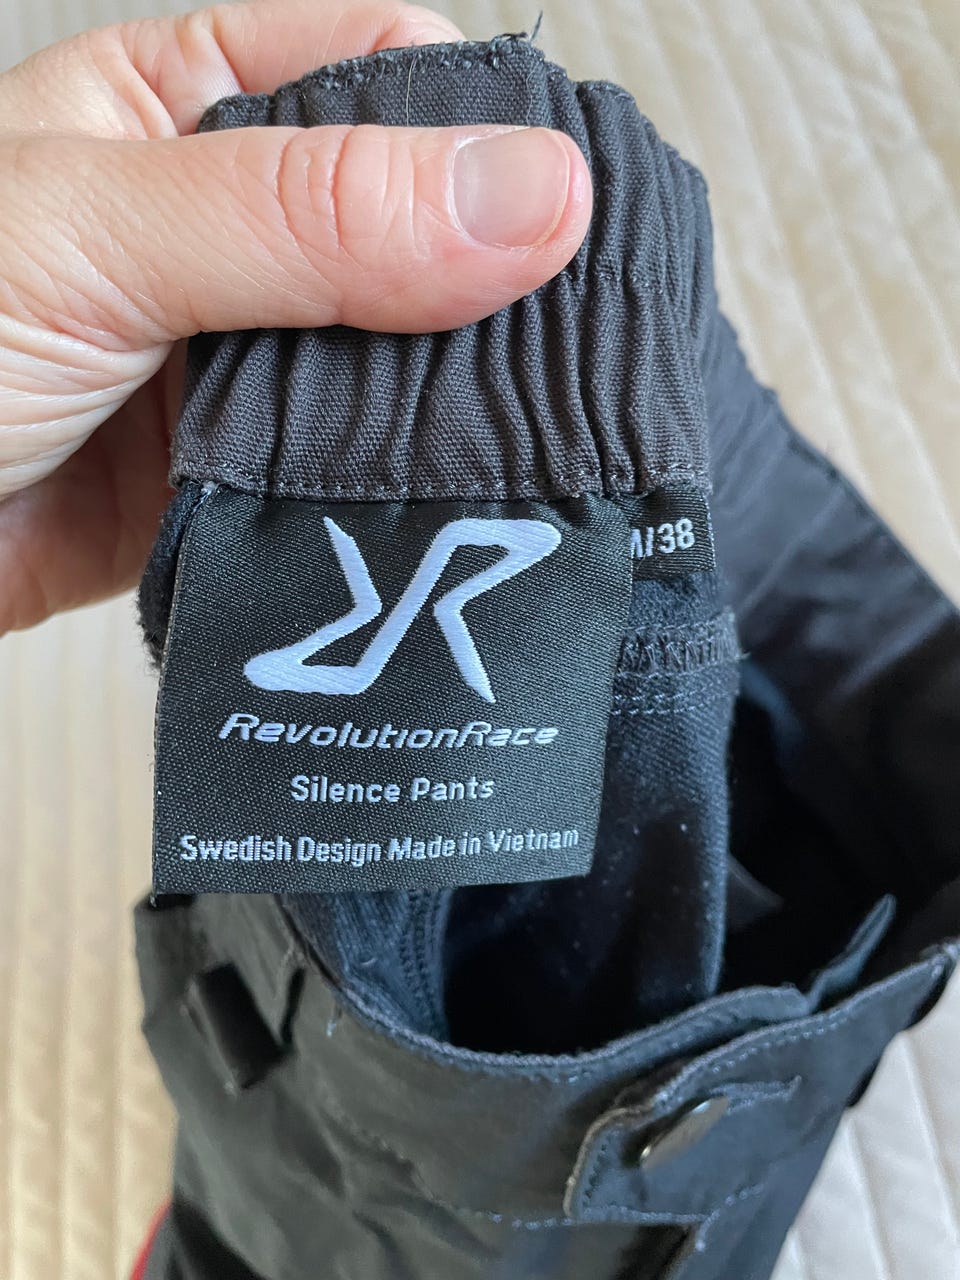 RevolutionRace
Silence Pants
Swedish Design Made in Vietnam
M/38